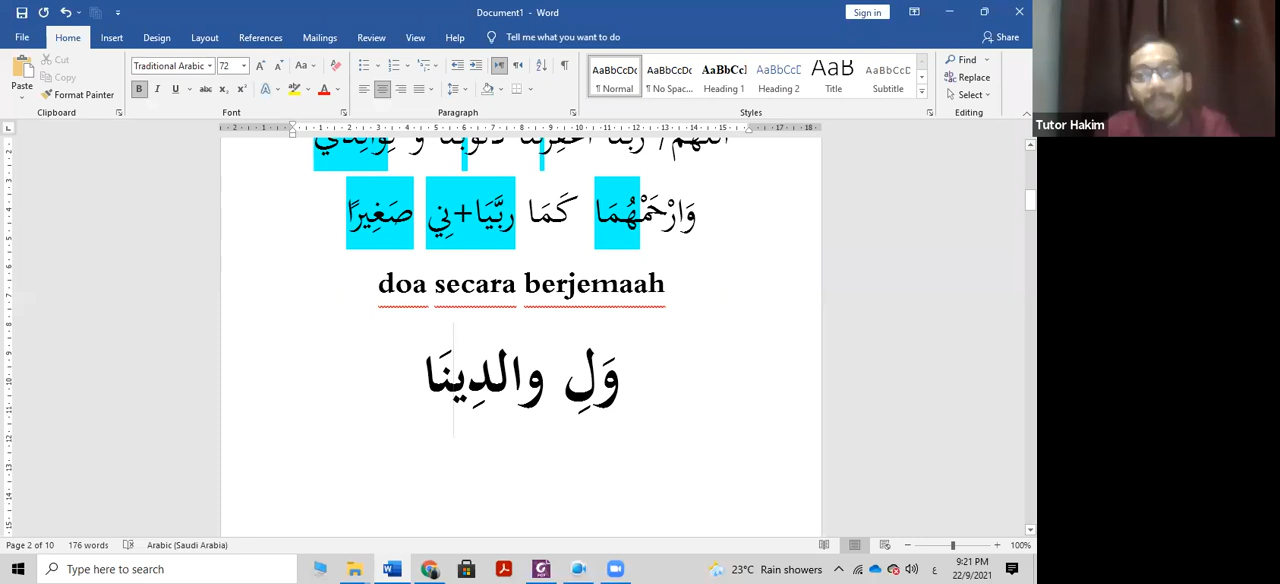 Document1 - Word
Sign in
File Home Insert Design Layout References Mailings Review View Help Tell me what you want to do Share
Paste
Cut
Copy
Format Painter
Clipboard
Traditional Arabic 72
Font
Paragraph
AaBbCcDc AaBbCcDc AaBbCc AaBbCcD AaB AaBbCcD
¶ Normal ¶ No Spac... Heading 1 Heading 2 Title Subtitle
Styles
Find
Replace
Select
Editing
Tutor Hakim
وَارْحَمْهُمَا كَمَا ربَّيَا+نِي صَغِيرًا
doa secara berjemaah
وَلِ والدِينَا
Page 2 of 10 176 words Arabic (Saudi Arabia) 100%
Type here to search
23°C Rain showers
9:21 PM
22/9/2021